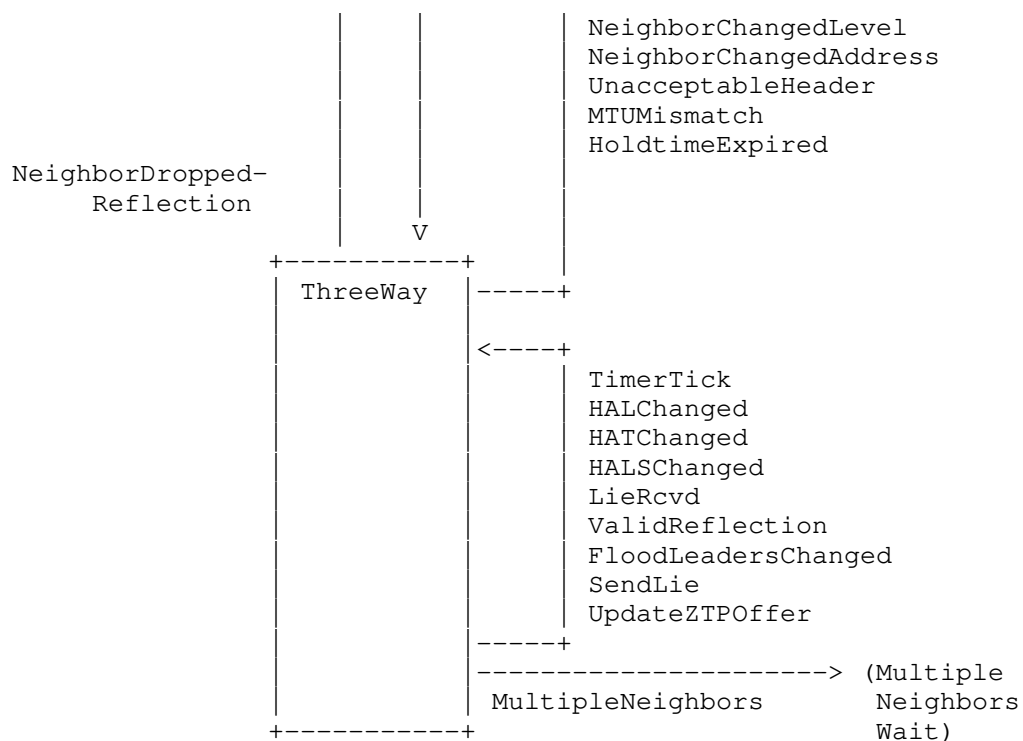 NeighborChangedLevel
NeighborChangedAddress
UnacceptableHeader
MTUMismatch
HoldtimeExpired
NeighborDropped-
Reflection
V
ThreeWay
TimerTick
HALChanged
HATChanged
HALSChanged
LieRcvd
ValidReflection
FloodLeadersChanged
SendLie
UpdateZTPOffer
(Multiple
MultipleNeighbors Neighbors
Wait)